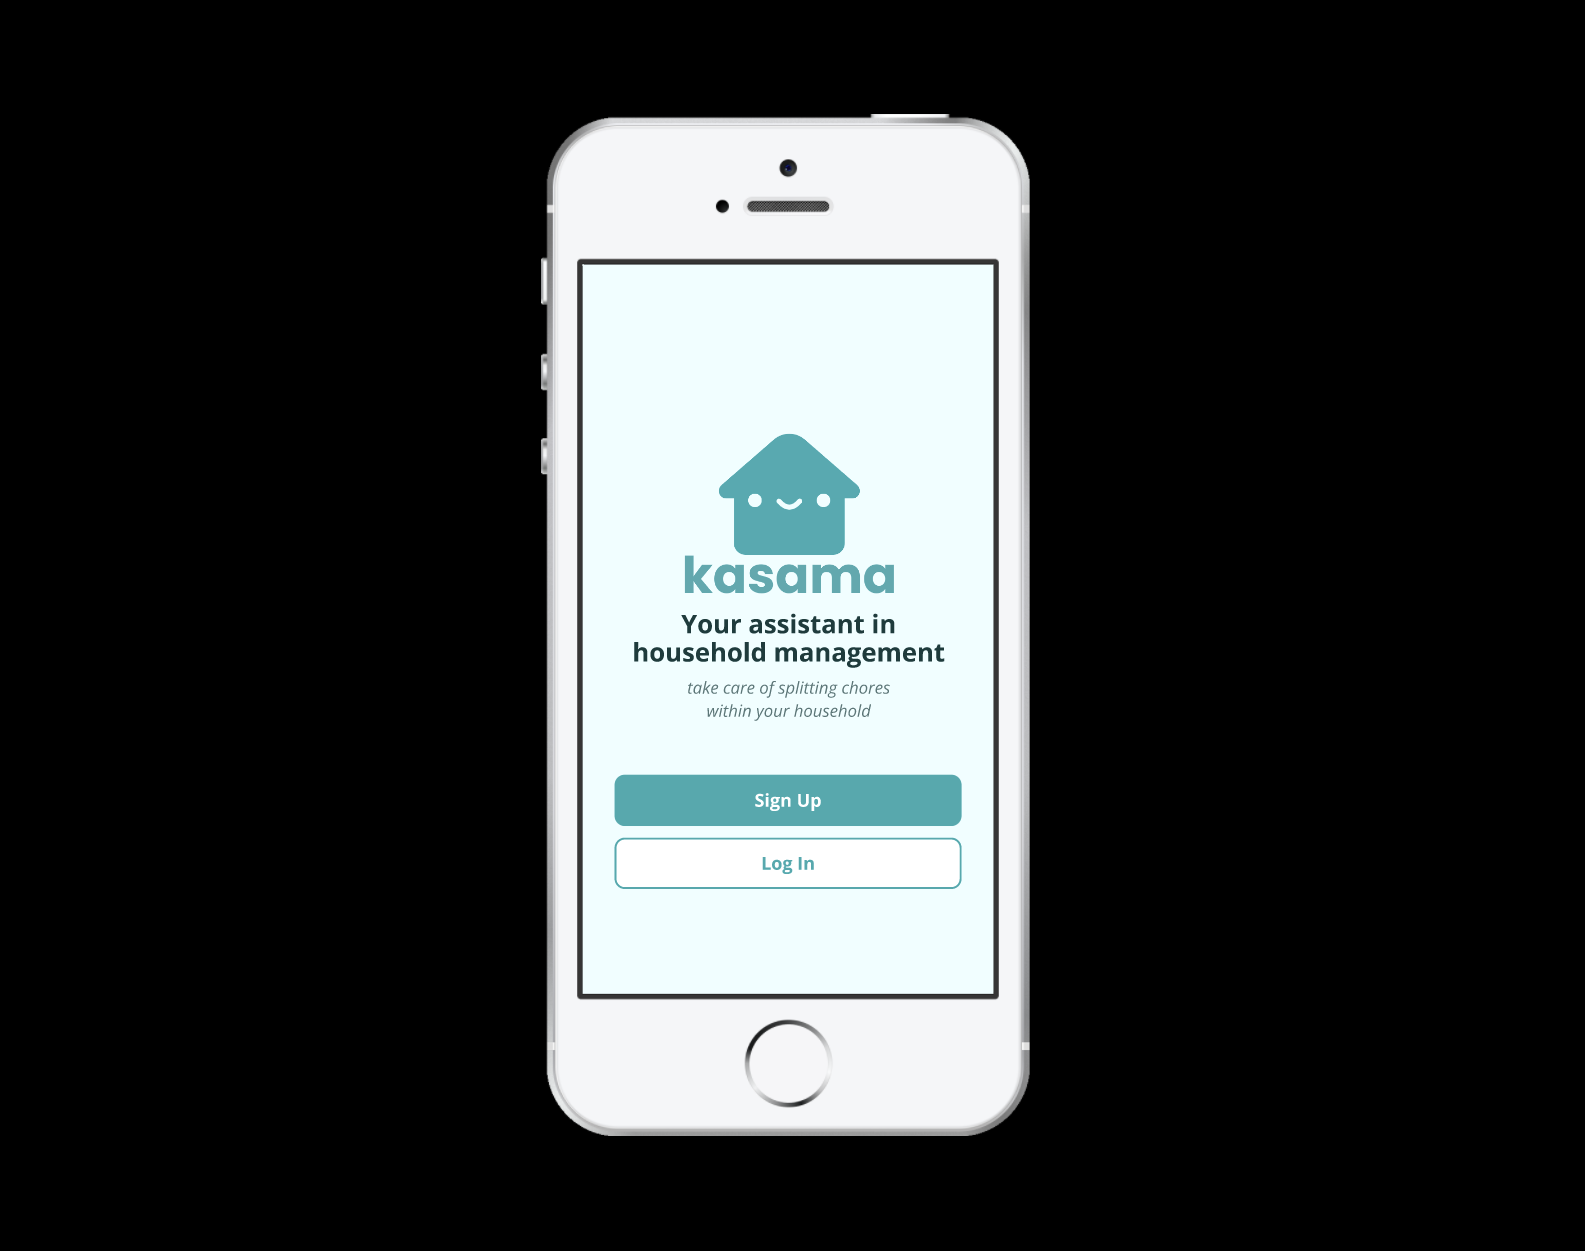 kasama
Your assistant in
household management
take care of splitting chores
within your household
Sign Up
Log In